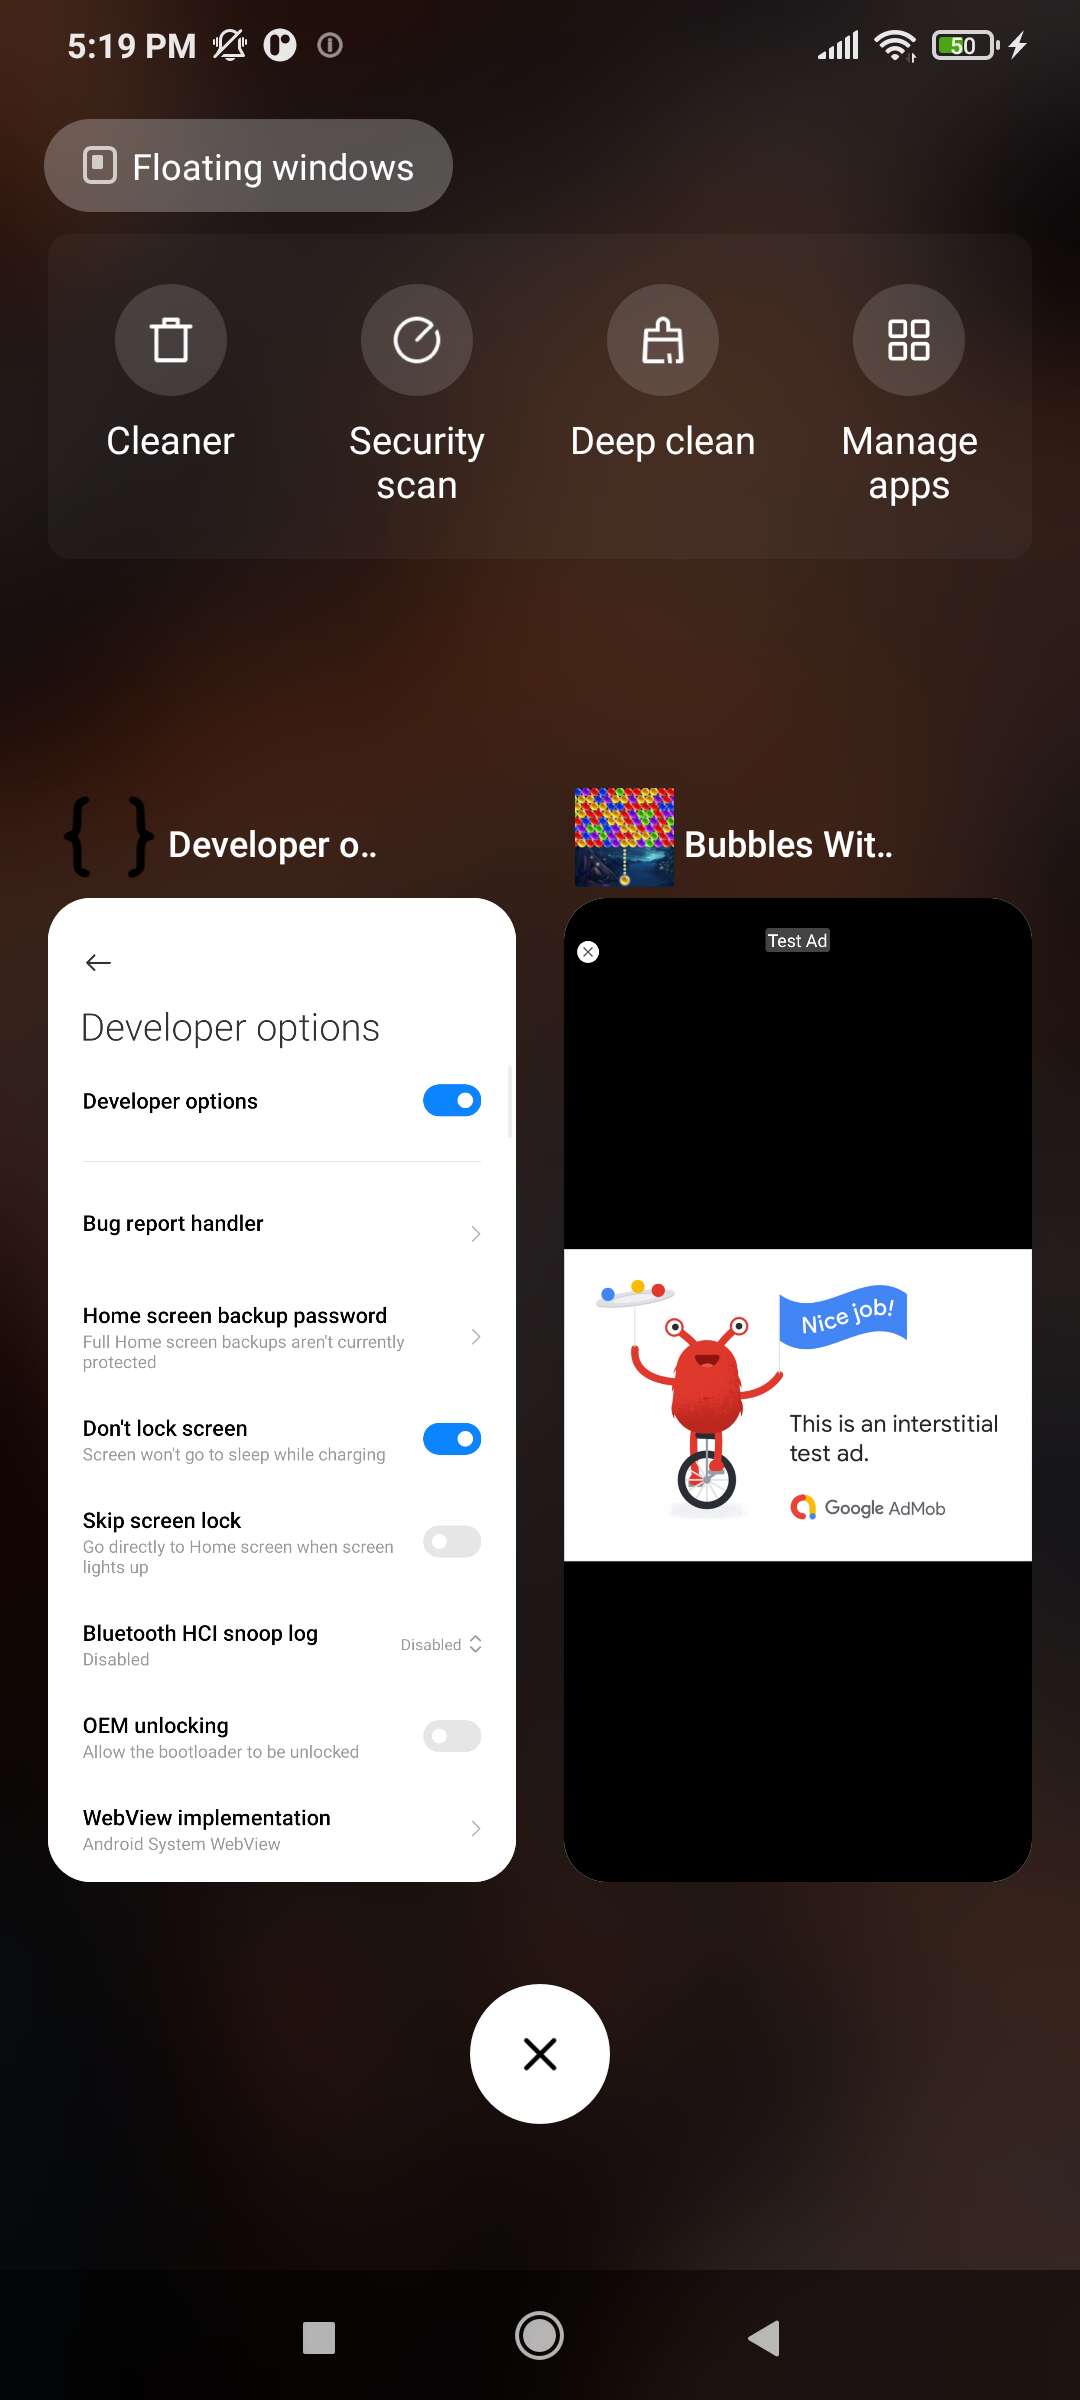 5:19 PM
50
Floating windows
Cleaner
Security
scan
Deep clean
Manage
apps
Developer o..
Bubbles Wit..
Developer options
Developer options
Bug report handler
Home screen backup password
Full Home screen backups aren't currently
protected
Don't lock screen
Screen won't go to sleep while charging
Skip screen lock
Go directly to Home screen when screen
lights up
Bluetooth HCI snoop log
Disabled
Disabled
OEM unlocking
Allow the bootloader to be unlocked
WebView implementation
Android System WebView
Test Ad
Nice job!
This is an interstitial
test ad.
Google AdMob